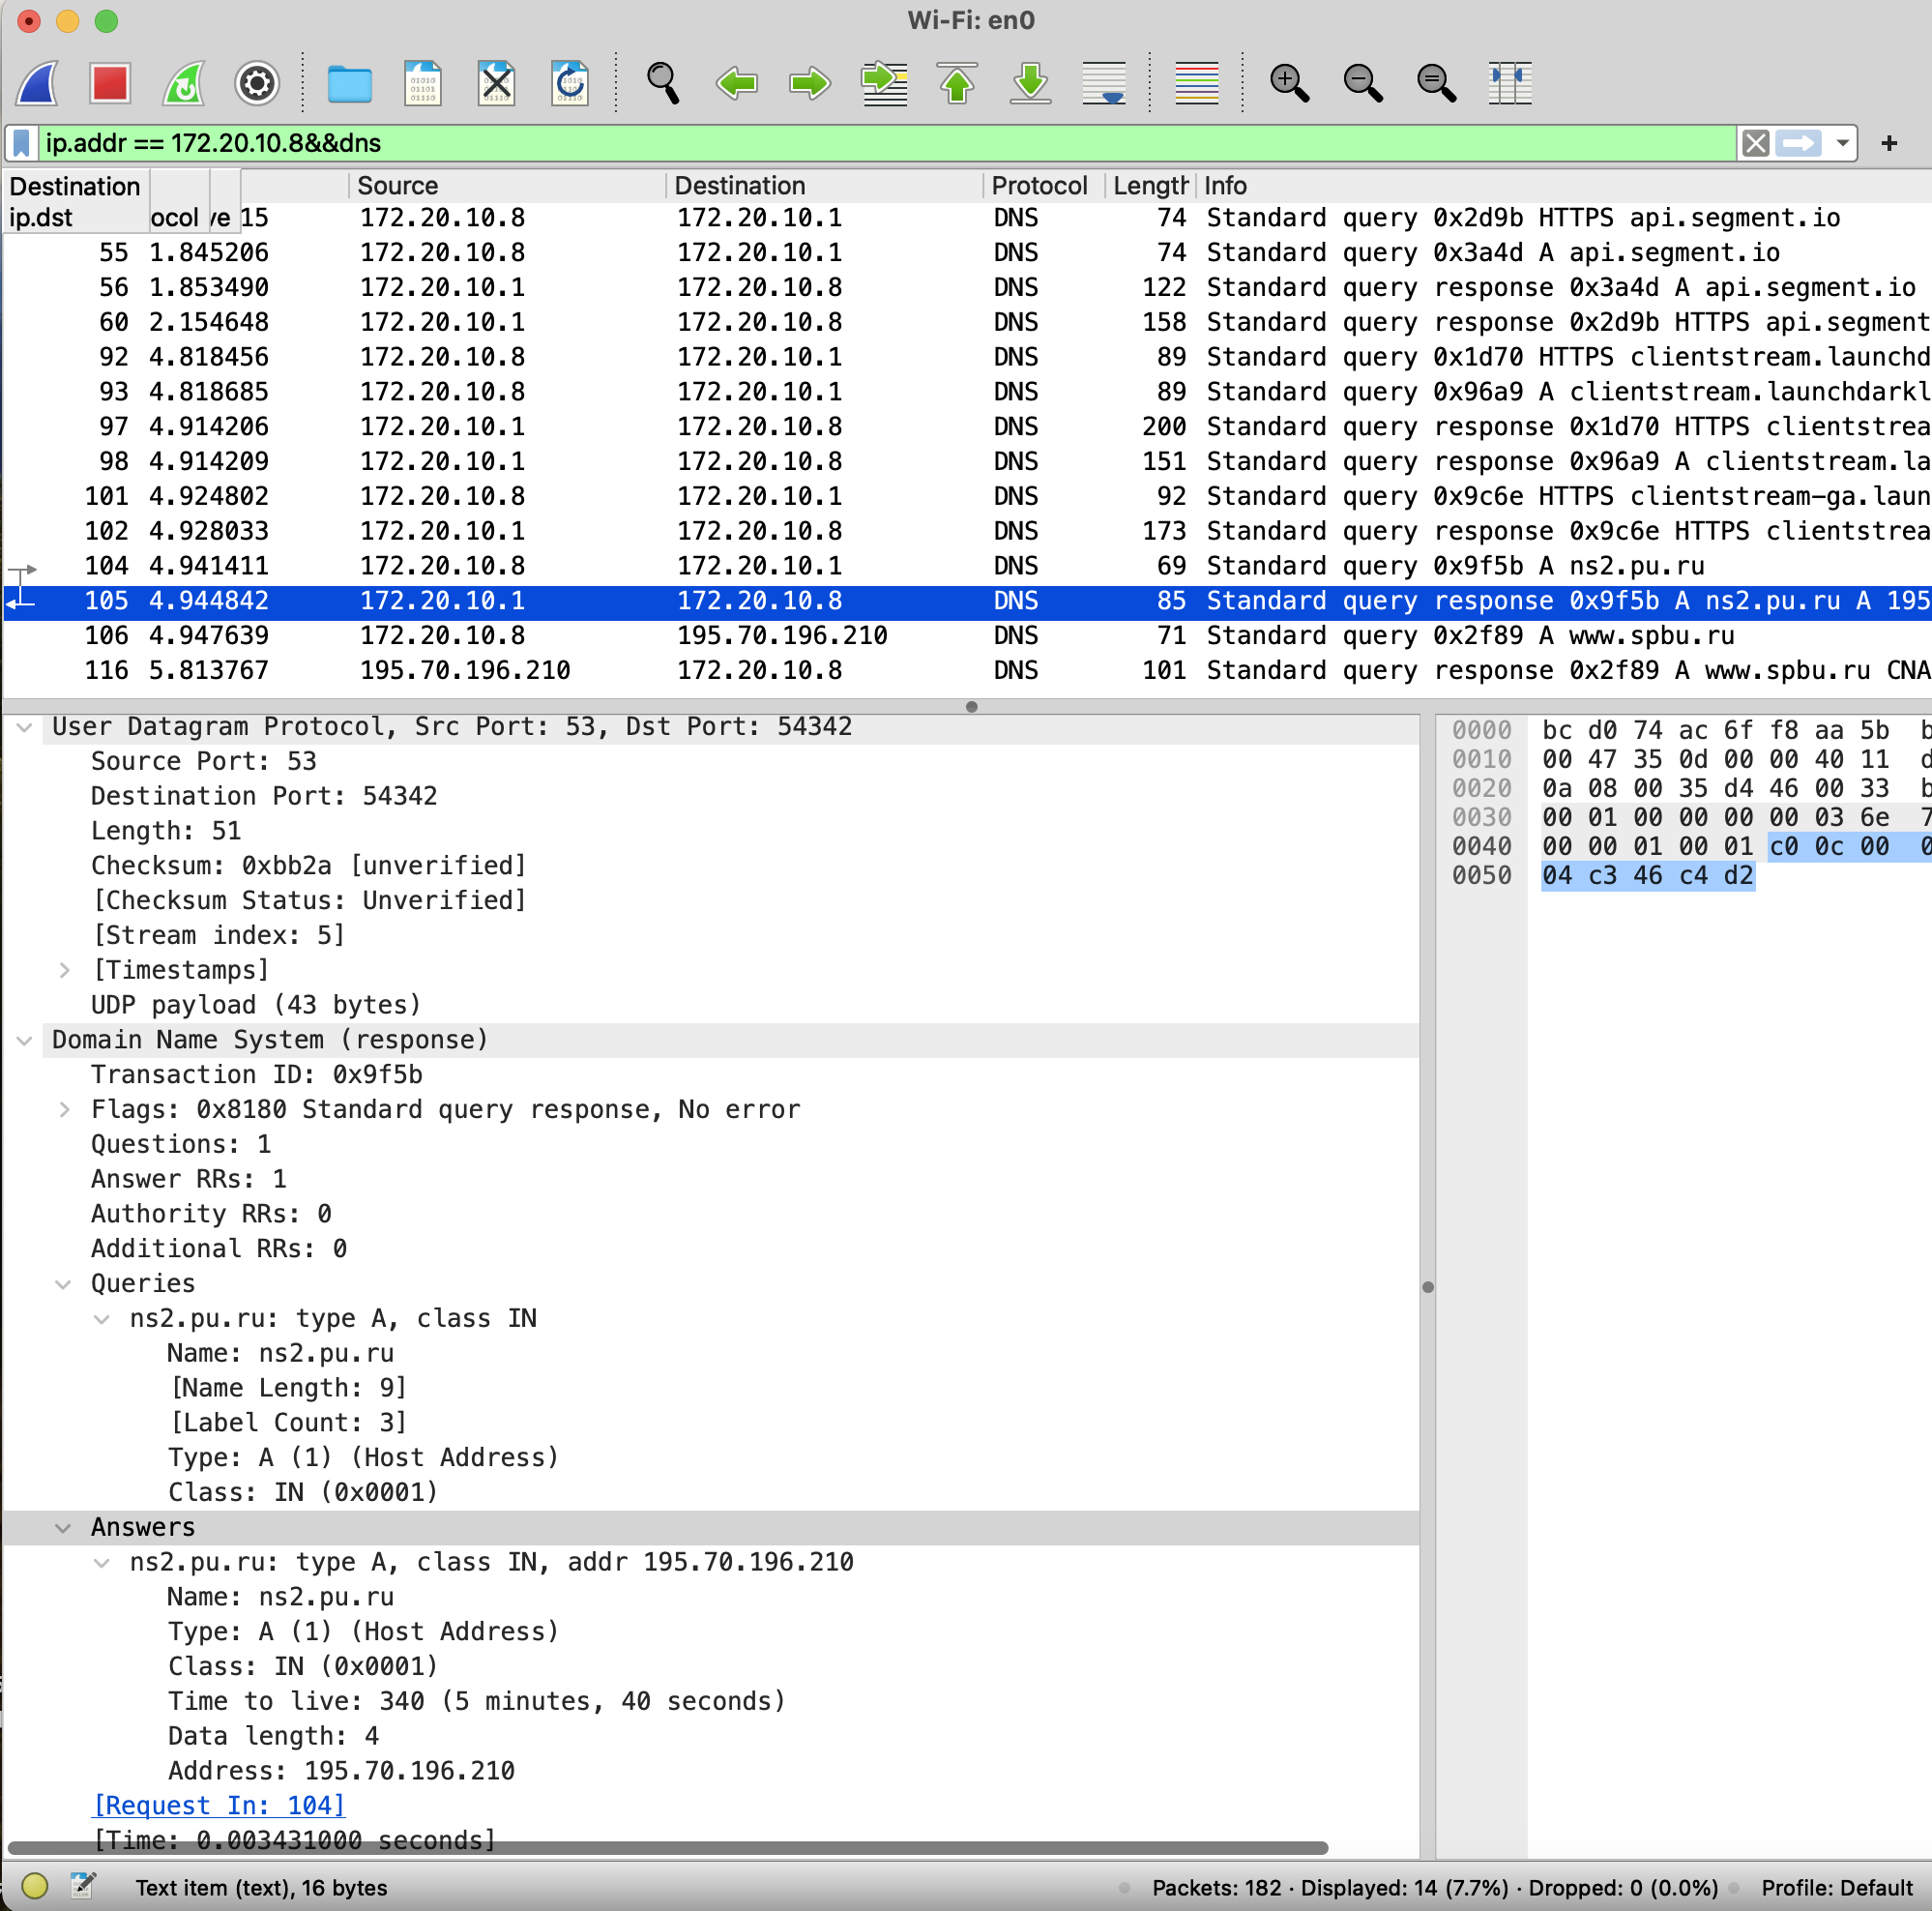 Wi-Fi: en0
ip.addr == 172.20.10.8&&dns
Destination Source Destination Protocol Length Info
ip.dst ocol ve 15 172.20.10.8 172.20.10.1 DNS 74 Standard query 0x2d9b HTTPS api.segment.io
55 1.845206 172.20.10.8 172.20.10.1 DNS 74 Standard query 0x3a4d A api.segment.io
56 1.853490 172.20.10.1 172.20.10.8 DNS 122 Standard query response 0x3a4d A api.segment.io
60 2.154648 172.20.10.1 172.20.10.8 DNS 158 Standard query response 0x2d9b HTTPS api.segment
92 4.818456 172.20.10.8 172.20.10.1 DNS 89 Standard query 0x1d70 HTTPS clientstream.launchd
93 4.818685 172.20.10.8 172.20.10.1 DNS 89 Standard query 0x96a9 A clientstream.launchdarkl
97 4.914206 172.20.10.1 172.20.10.8 DNS 200 Standard query response 0x1d70 HTTPS clientstrea
98 4.914209 172.20.10.1 172.20.10.8 DNS 151 Standard query response 0x96a9 A clientstream.la
101 4.924802 172.20.10.8 172.20.10.1 DNS 92 Standard query 0x9c6e HTTPS clientstream-ga.laun
102 4.928033 172.20.10.1 172.20.10.8 DNS 173 Standard query response 0x9c6e HTTPS clientstrea
104 4.941411 172.20.10.8 172.20.10.1 DNS 69 Standard query 0x9f5b A ns2.pu.ru
105 4.944842 172.20.10.1 172.20.10.8 DNS 85 Standard query response 0x9f5b A ns2.pu.ru A 195
106 4.947639 172.20.10.8 195.70.196.210 DNS 71 Standard query 0x2f89 A www.spbu.ru
116 5.813767 195.70.196.210 172.20.10.8 DNS 101 Standard query response 0x2f89 A www.spbu.ru CNA
User Datagram Protocol, Src Port: 53, Dst Port: 54342
Source Port: 53
Destination Port: 54342
Length: 51
Checksum: 0xbb2a [unverified]
[Checksum Status: Unverified]
[Stream index: 5]
[Timestamps]
UDP payload (43 bytes)
Domain Name System (response)
Transaction ID: 0x9f5b
Flags: 0x8180 Standard query response, No error
Questions: 1
Answer RRs: 1
Authority RRs: 0
Additional RRs: 0
Queries
ns2.pu.ru: type A, class IN
Name: ns2.pu.ru
[Name Length: 9]
[Label Count: 3]
Type: A (1) (Host Address)
Class: IN (0x0001)
Answers
ns2.pu.ru: type A, class IN, addr 195.70.196.210
Name: ns2.pu.ru
Type: A (1) (Host Address)
Class: IN (0x0001)
Time to live: 340 (5 minutes, 40 seconds)
Data length: 4
Address: 195.70.196.210
[Request In: 104]
[Time: 0.003431000 seconds]
0000 bc d0 74 ac 6f f8 aa 5b
0010 00 47 35 0d 00 00 40 11
0020 0a 08 00 35 d4 46 00 33
0030 00 01 00 00 00 00 03 6e
0040 00 00 01 00 01 c0 0c 00
0050 04 c3 46 c4 d2
Text item (text), 16 bytes
Packets: 182 · Displayed: 14 (7.7%) · Dropped: 0 (0.0%)
Profile: Default